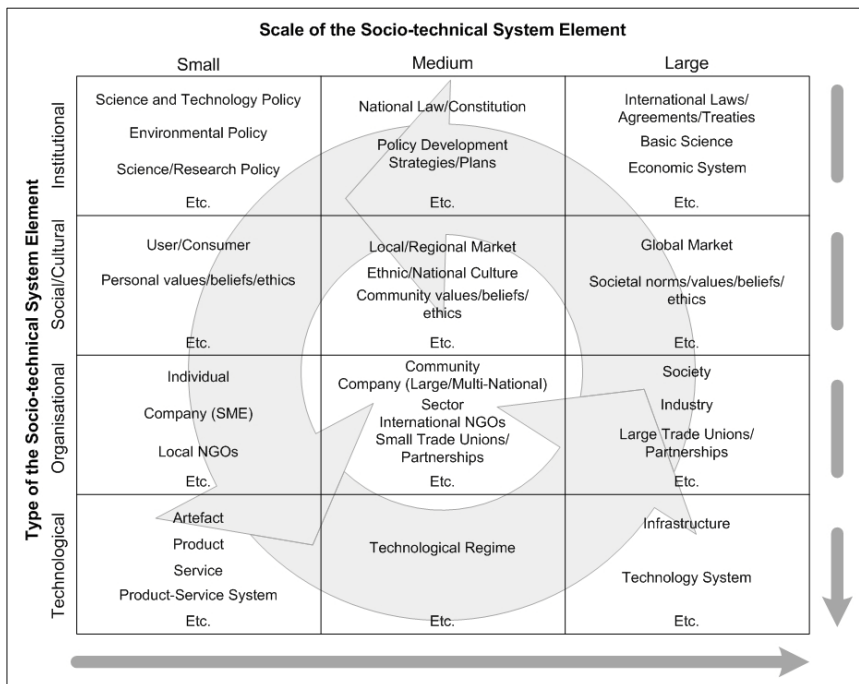 Scale of the Socio-technical System Element
Small
Medium
Large
Type of the Socio-technical System Element
Institutional
Science and Technology Policy
Environmental Policy
Science/Research Policy
Etc.
National Law/Constitution
Policy Development
Strategies/Plans
Etc.
International Laws/
Agreements/Treaties
Basic Science
Economic System
Etc.
Social/Cultural
User/Consumer
Personal values/beliefs/ethics
Etc.
Local/Regional Market
Ethnic/National Culture
Community values/beliefs/
ethics
Etc.
Global Market
Societal norms/values/beliefs/
ethics
Etc.
Organisational
Individual
Company (SME)
Local NGOs
Etc.
Community
Company (Large/Multi-National)
Sector
International NGOs
Small Trade Unions/
Partnerships
Etc.
Society
Industry
Large Trade Unions/
Partnerships
Etc.
Technological
Artefact
Product
Service
Product-Service System
Etc.
Technological Regime
Etc.
Infrastructure
Technology System
Etc.